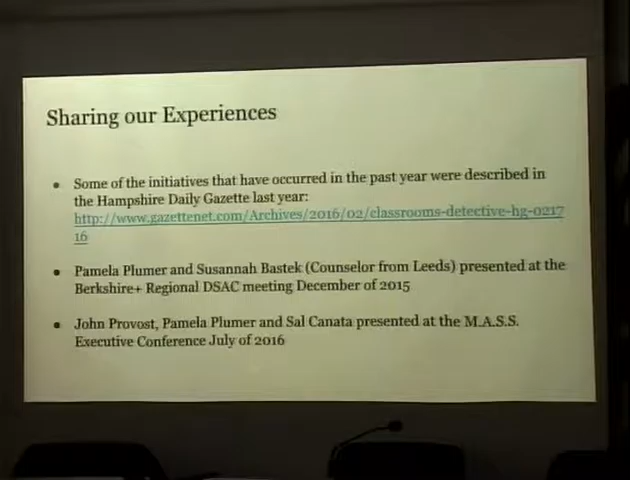 Sharing our Experiences
Some of the initiatives that have occurred in the past year were described in
the Hampshire Daily Gazette last year:
http://www.gazettenet.com/Archives/2016/02/classrooms-detective-hg-0217
16
Pamela Plumer and Susannah Bastek (Counselor from Leeds) presented at the
Berkshire+ Regional DSAC meeting December of 2015
John Provost, Pamela Plumer and Sal Canata presented at the M.A.S.S.
Executive Conference July of 2016